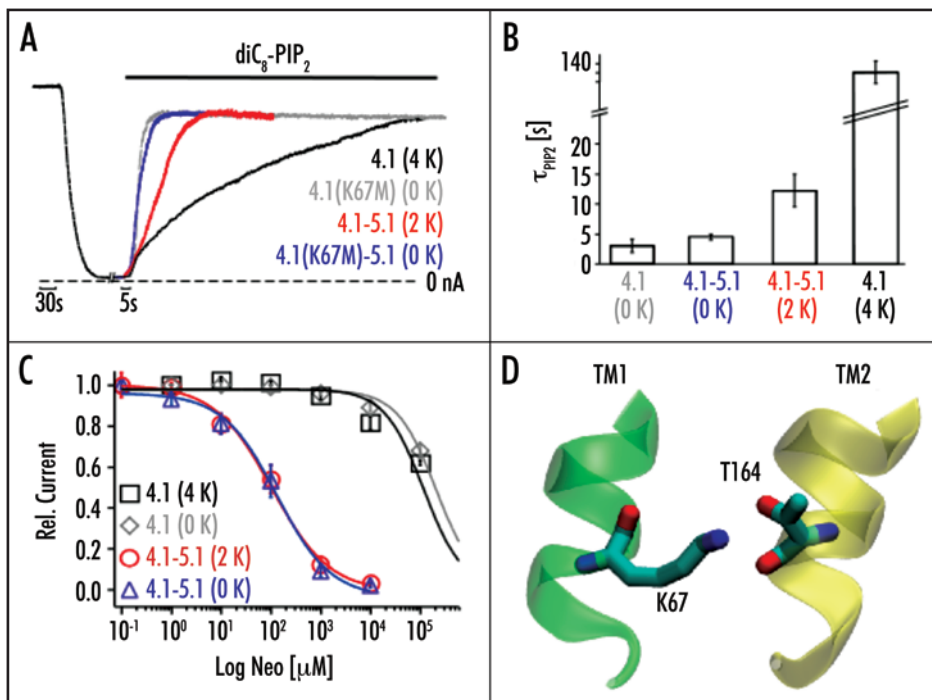 A
diC8-PIP2
4.1 (4 K)
4.1(K67M) (0 K)
4.1-5.1 (2 K)
4.1(K67M)-5.1 (0 K)
0 nA
30s
5s
B
τPIP2 [s]
140
20
15
10
5
0
4.1
(0 K)
4.1-5.1
(0 K)
4.1-5.1
(2 K)
4.1
(4 K)
C
Rel. Current
1.0
0.8
0.6
0.4
0.2
0.0
4.1 (4 K)
4.1 (0 K)
4.1-5.1 (2 K)
4.1-5.1 (0 K)
10⁻¹ 10⁰ 10¹ 10² 10³ 10⁴ 10⁵
Log Neo [µM]
D
TM1
TM2
T164
K67